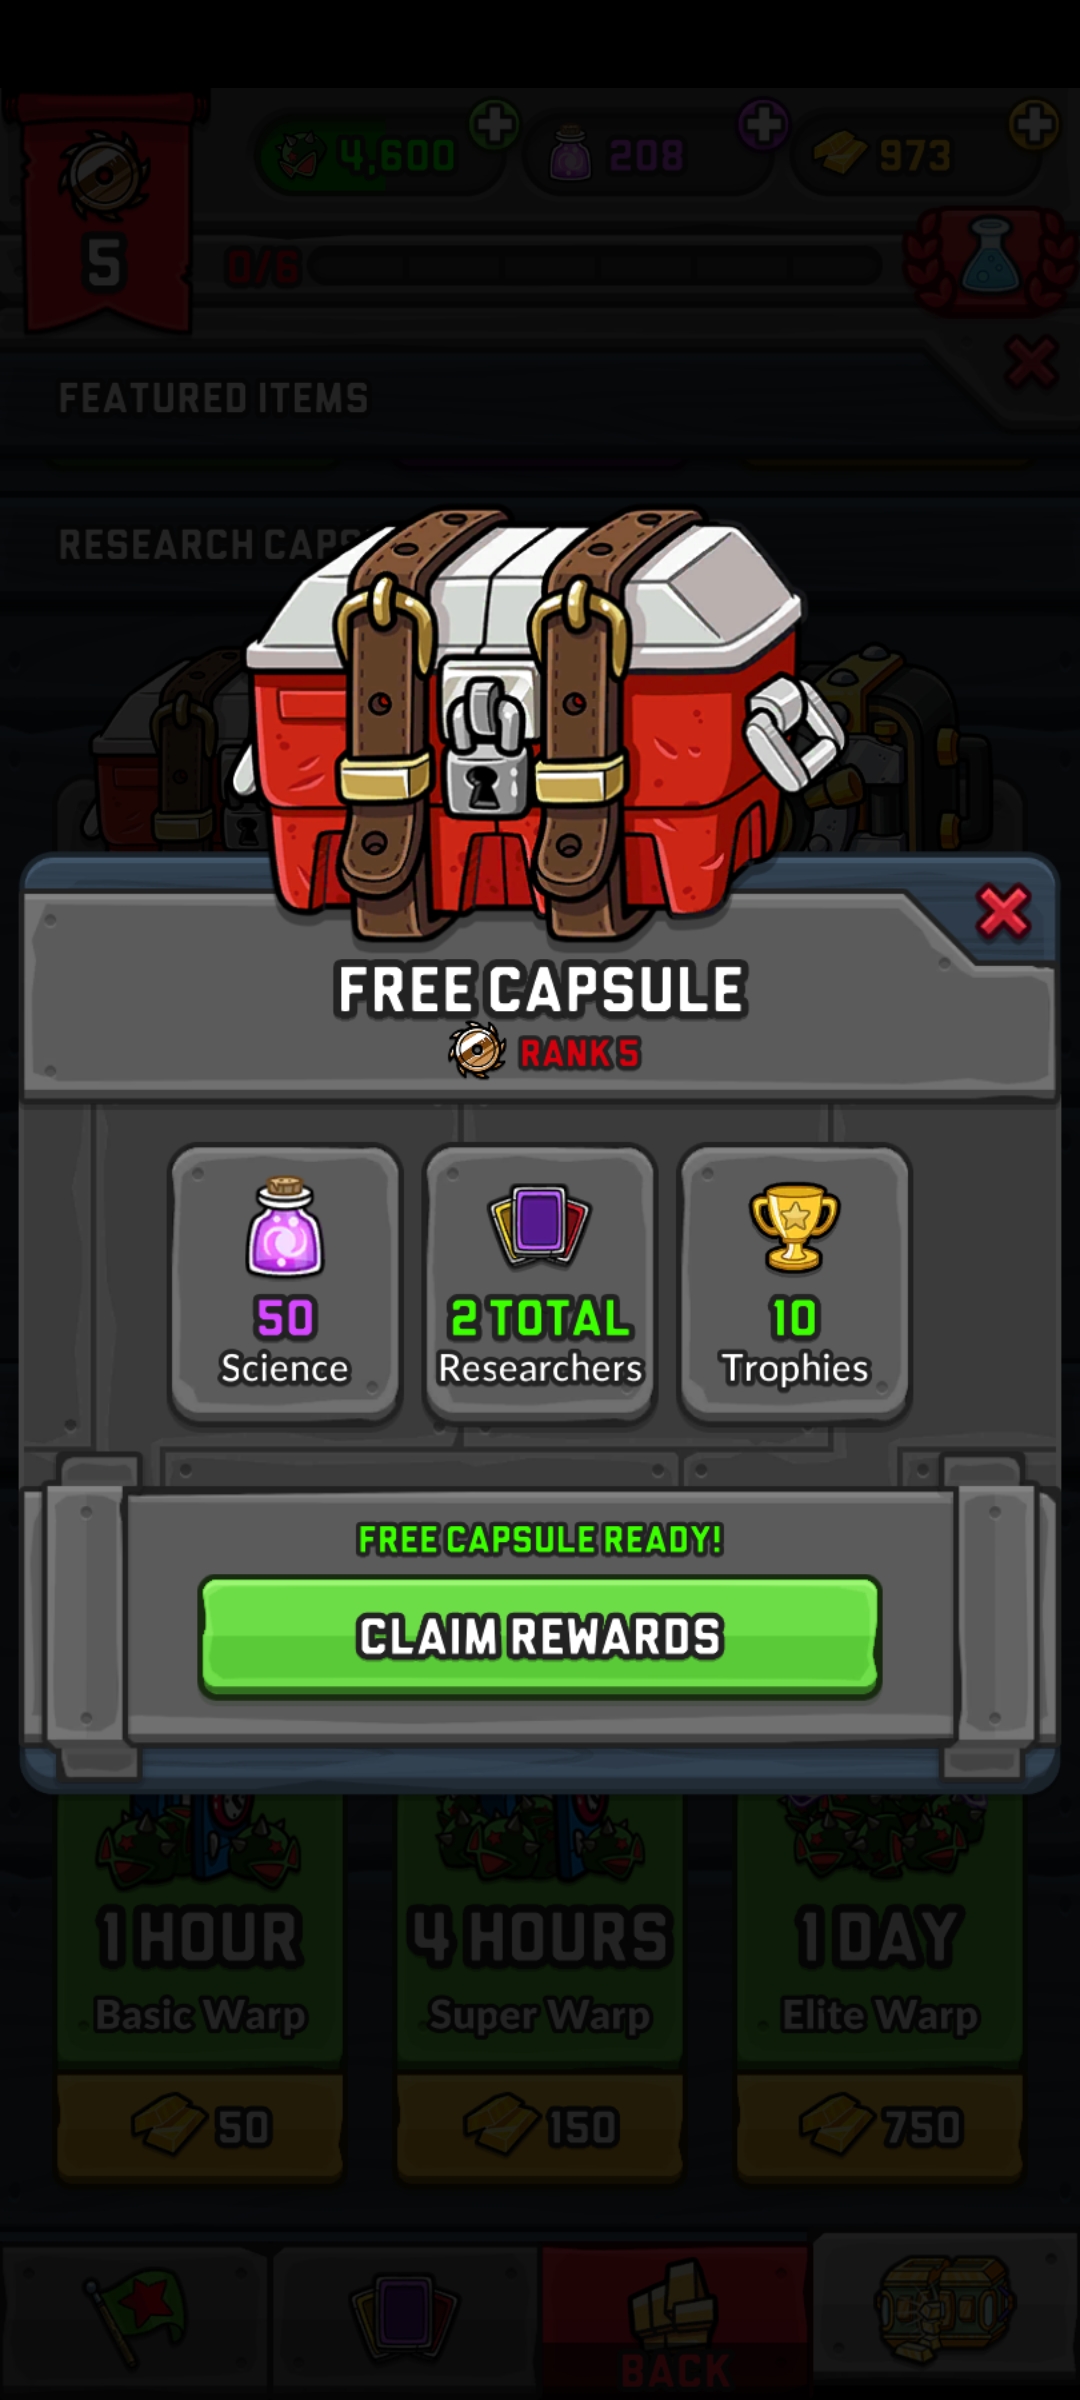 4,600
208
973
5
0/6
FEATURED ITEMS
RESEARCH CAPS
FREE CAPSULE
RANK 5
50
Science
2 TOTAL
Researchers
10
Trophies
FREE CAPSULE READY!
CLAIM REWARDS
1 HOUR
Basic Warp
4 HOURS
Super Warp
1 DAY
Elite Warp
50
150
750
BACK